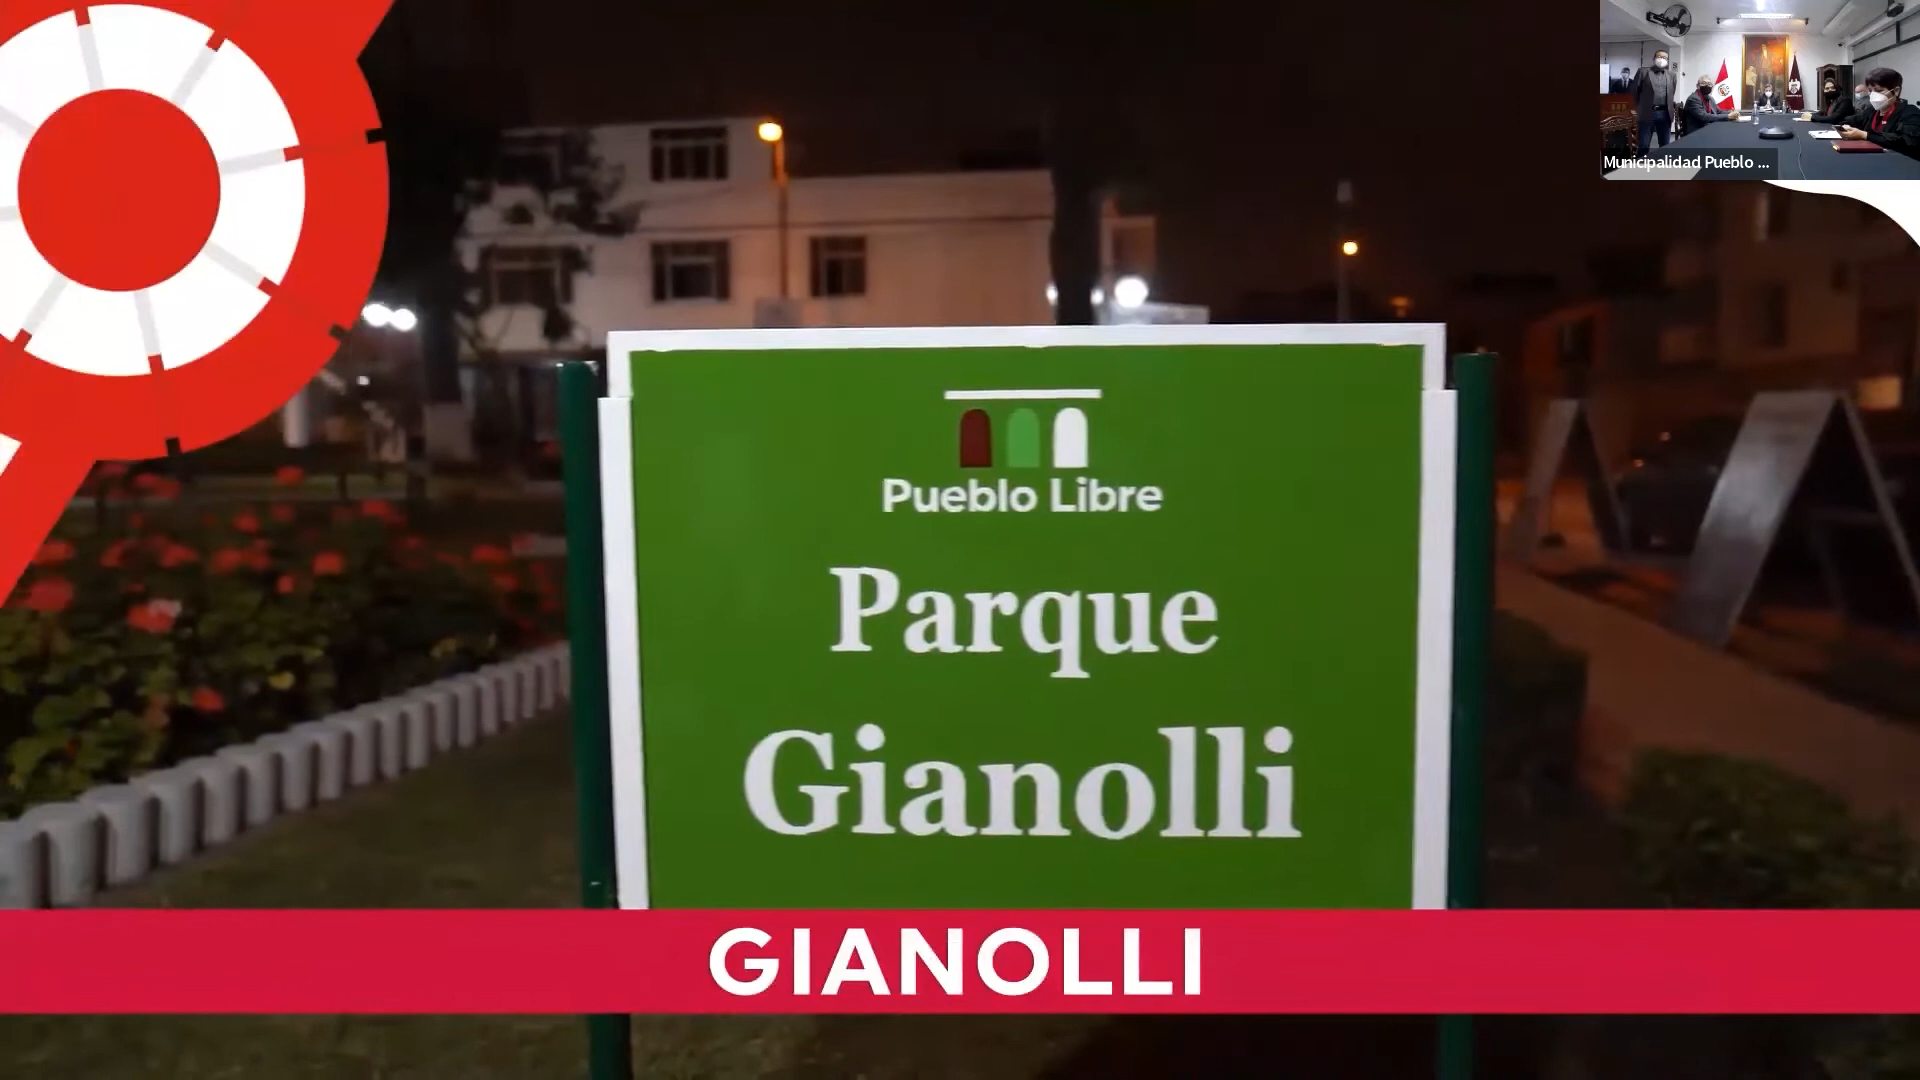 Municipalidad Pueblo ...
Pueblo Libre
Parque
Gianolli
GIANOLLI